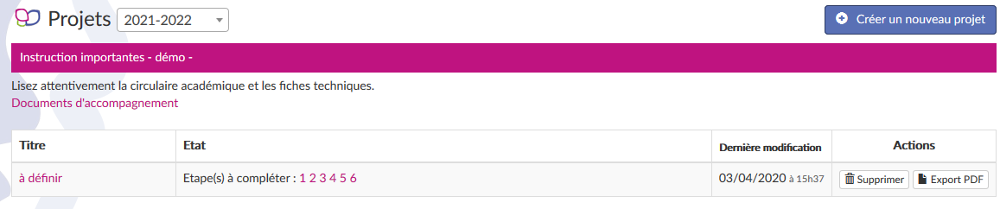 Projets 2021-2022 Créer un nouveau projet
Instruction importantes - démo -
Lisez attentivement la circulaire académique et les fiches techniques.
Documents d'accompagnement
Titre Etat Dernière modification Actions
à définir Etape(s) à compléter : 1 2 3 4 5 6 03/04/2020 à 15h37 Supprimer Export PDF